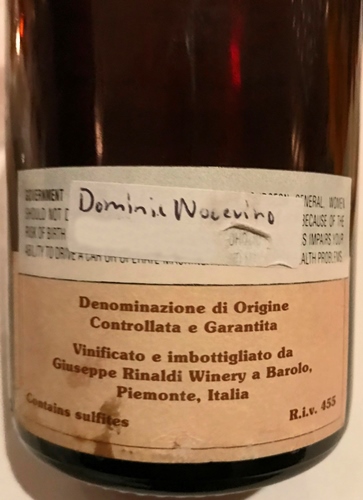 GOVERNMENT GENERAL, WOMEN
Dominic Nocevino
SHOULD NOT BECAUSE OF THE
RISK OF BIRTH S IMPAIRS YOUR
ABILITY TO DRIVE A CAR OR OPERATE ALTH PROBLEMS.
Denominazione di Origine
Controllata e Garantita
Vinificato e imbottigliato da
Giuseppe Rinaldi Winery a Barolo,
Piemonte, Italia
Contains sulfites
R.i.v. 455